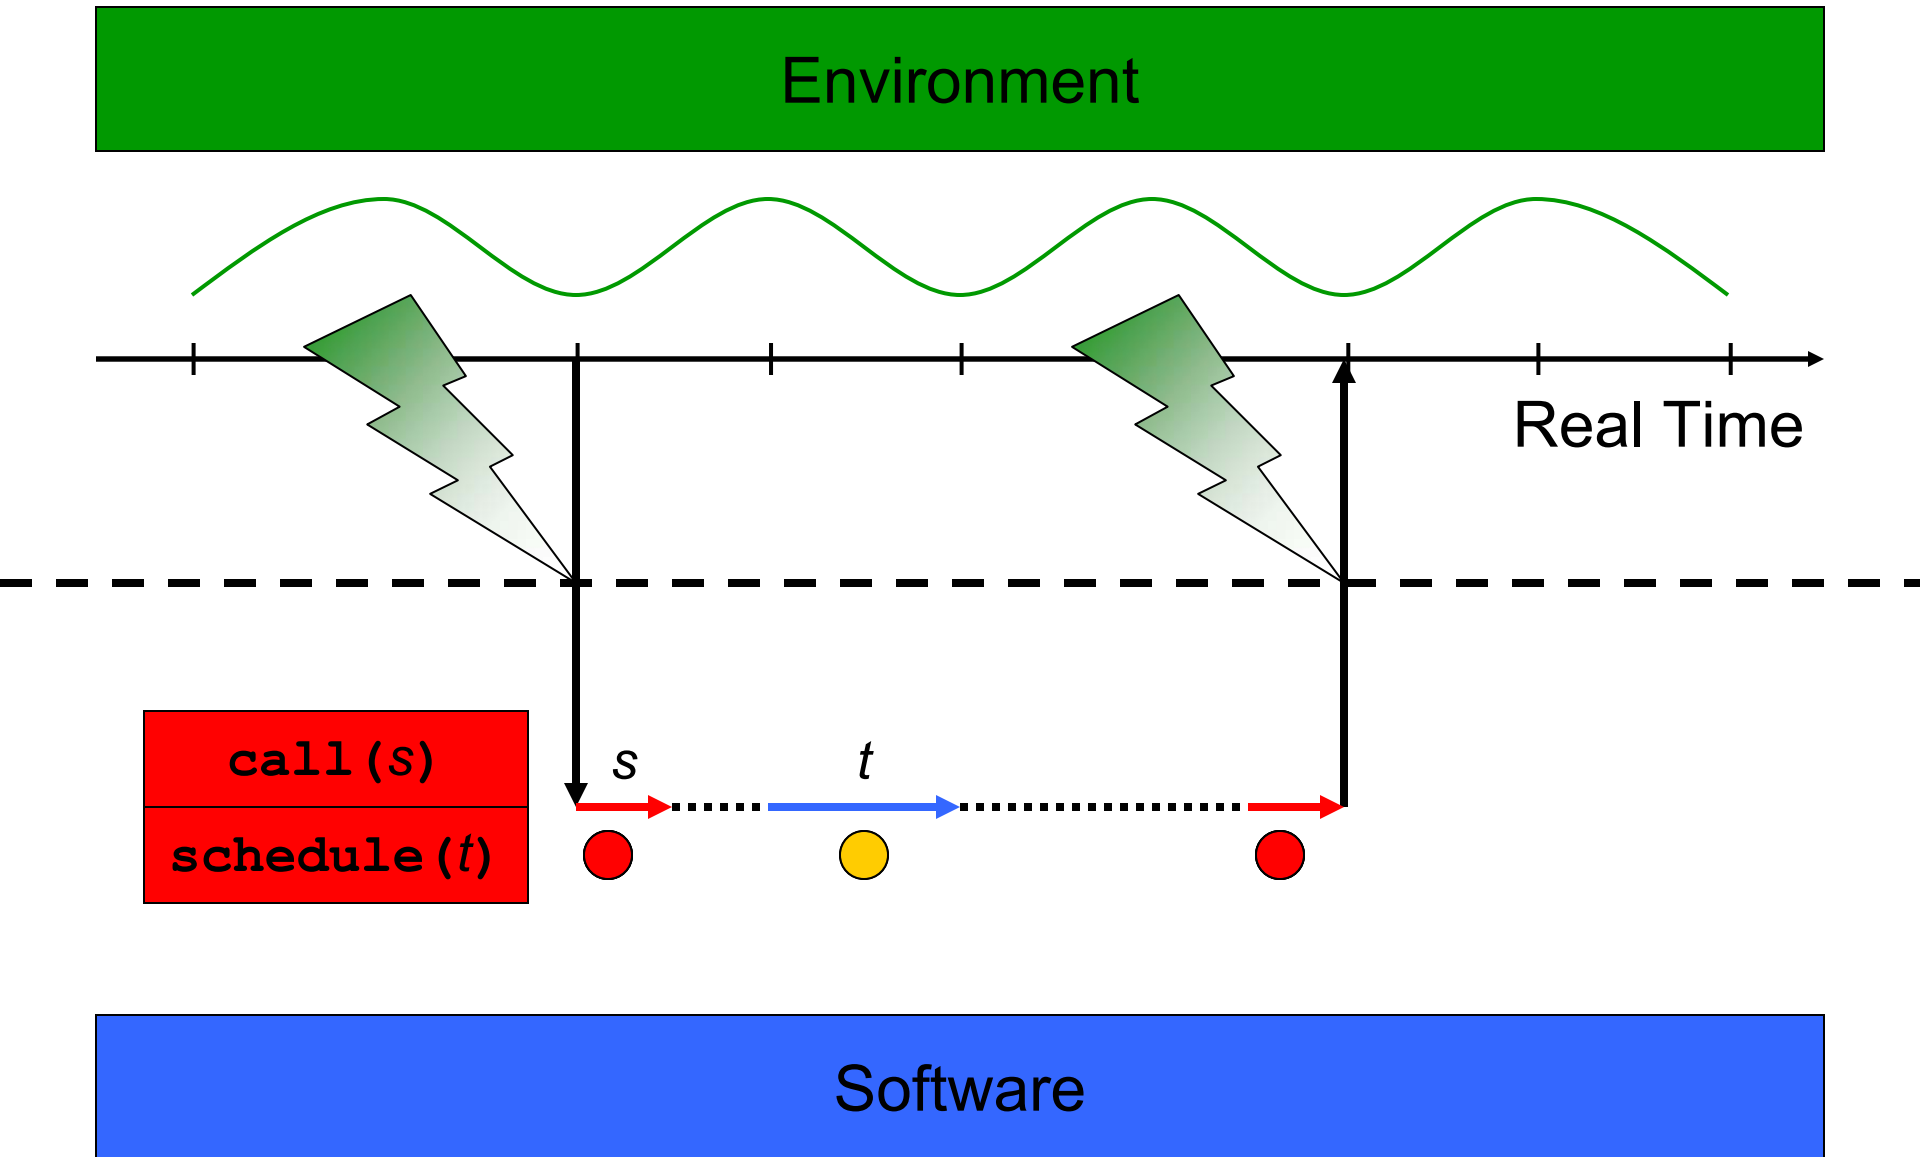 Environment
Real Time
s
t
call(s)
schedule(t)
Software